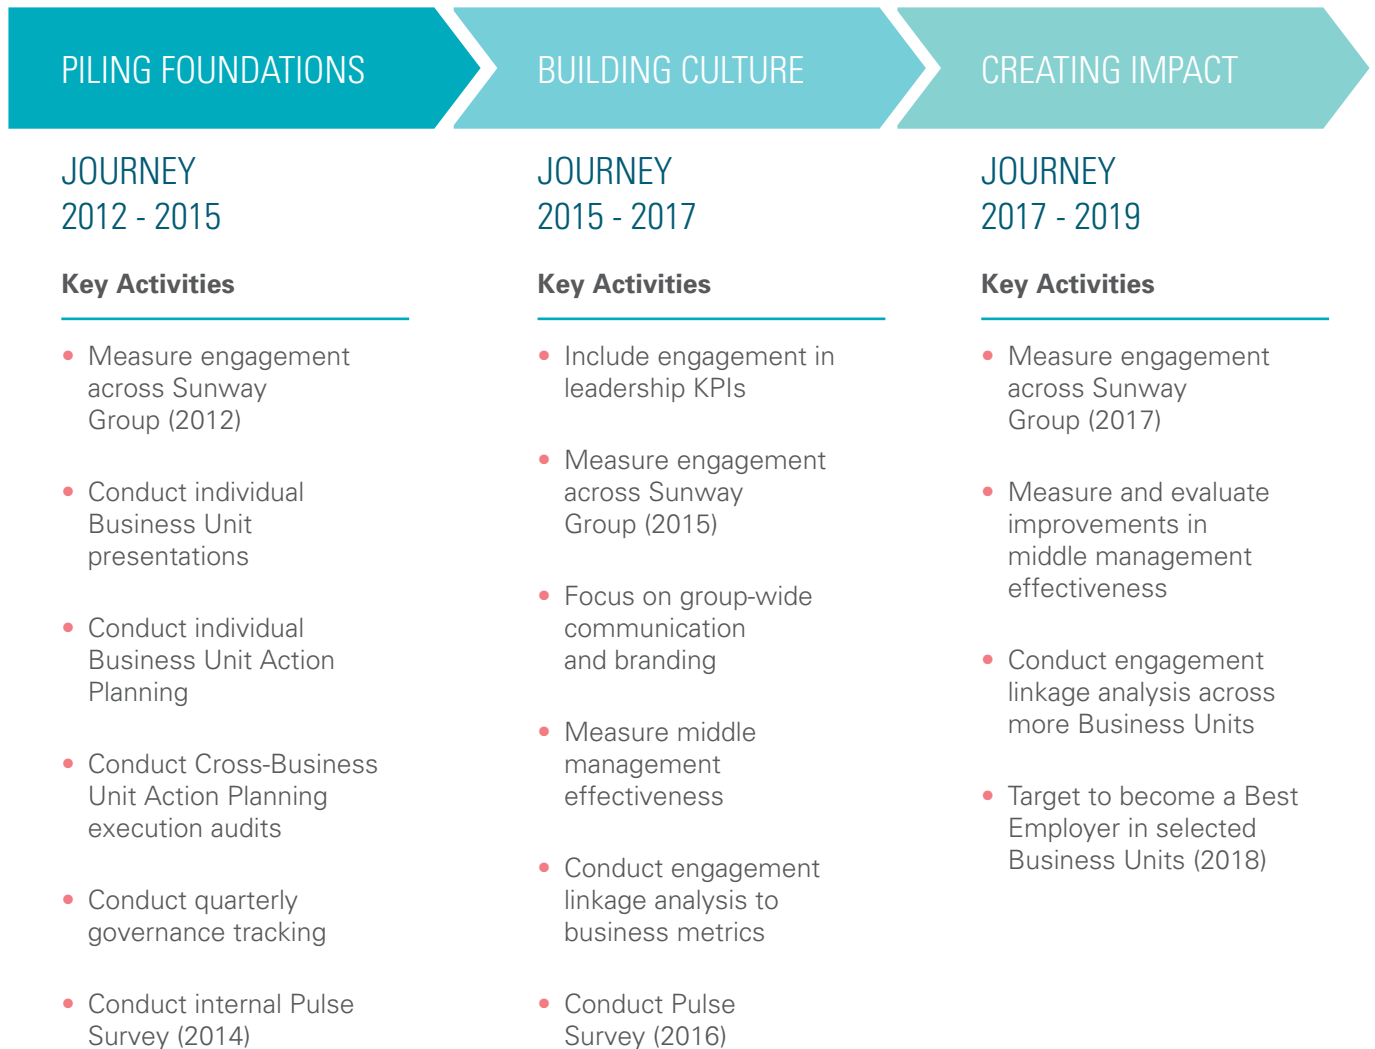 PILING FOUNDATIONS
JOURNEY
2012 - 2015
Key Activities
• Measure engagement
across Sunway
Group (2012)
• Conduct individual
Business Unit
presentations
• Conduct individual
Business Unit Action
Planning
• Conduct Cross-Business
Unit Action Planning
execution audits
• Conduct quarterly
governance tracking
• Conduct internal Pulse
Survey (2014)
BUILDING CULTURE
JOURNEY
2015 - 2017
Key Activities
• Include engagement in
leadership KPIs
• Measure engagement
across Sunway
Group (2015)
• Focus on group-wide
communication
and branding
• Measure middle
management
effectiveness
• Conduct engagement
linkage analysis to
business metrics
• Conduct Pulse
Survey (2016)
CREATING IMPACT
JOURNEY
2017 - 2019
Key Activities
• Measure engagement
across Sunway
Group (2017)
• Measure and evaluate
improvements in
middle management
effectiveness
• Conduct engagement
linkage analysis across
more Business Units
• Target to become a Best
Employer in selected
Business Units (2018)